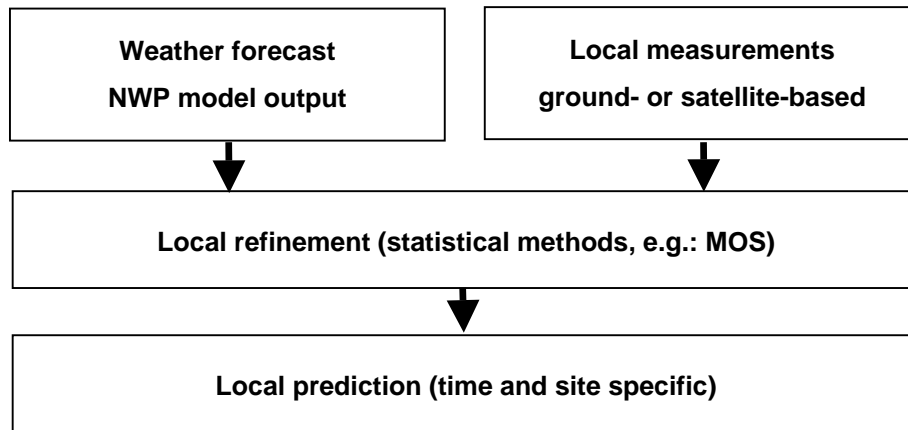 Weather forecast
NWP model output
Local measurements
ground- or satellite-based
Local refinement (statistical methods, e.g.: MOS)
Local prediction (time and site specific)